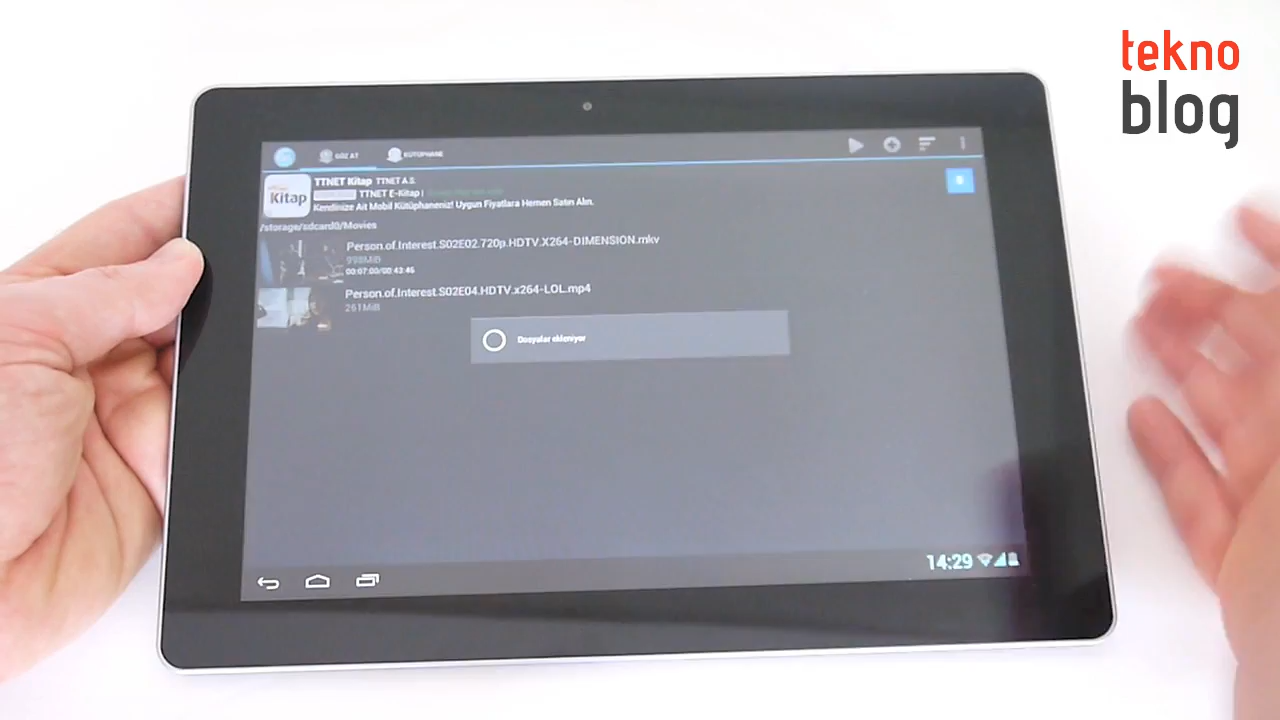 tekno
blog
GÖZ AT
KÜTÜPHANE
Kitap
TTNET Kitap TTNET A.S.
TTNET E-Kitap !
Kendinize Ait Mobil Kütüphaneniz! Uygun Fiyatlara Hemen Satın Alın.
/storage/sdcard0/Movies
Person.of.Interest.S02E02.720p.HDTV.X264-DIMENSION.mkv
998MiB
00:07:00/00:43:46
Person.of.Interest.S02E04.HDTV.x264-LOL.mp4
261MiB
Dosyalar ekleniyor
14:29